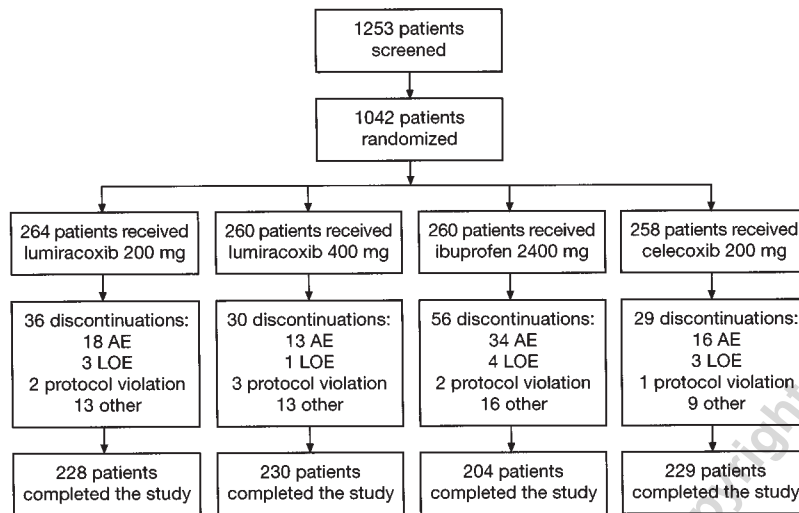 1253 patients
screened
1042 patients
randomized
264 patients received
lumiracoxib 200 mg
260 patients received
lumiracoxib 400 mg
260 patients received
ibuprofen 2400 mg
258 patients received
celecoxib 200 mg
36 discontinuations:
18 AE
3 LOE
2 protocol violation
13 other
30 discontinuations:
13 AE
1 LOE
3 protocol violation
13 other
56 discontinuations:
34 AE
4 LOE
2 protocol violation
16 other
29 discontinuations:
16 AE
3 LOE
1 protocol violation
9 other
228 patients
completed the study
230 patients
completed the study
204 patients
completed the study
229 patients
completed the study